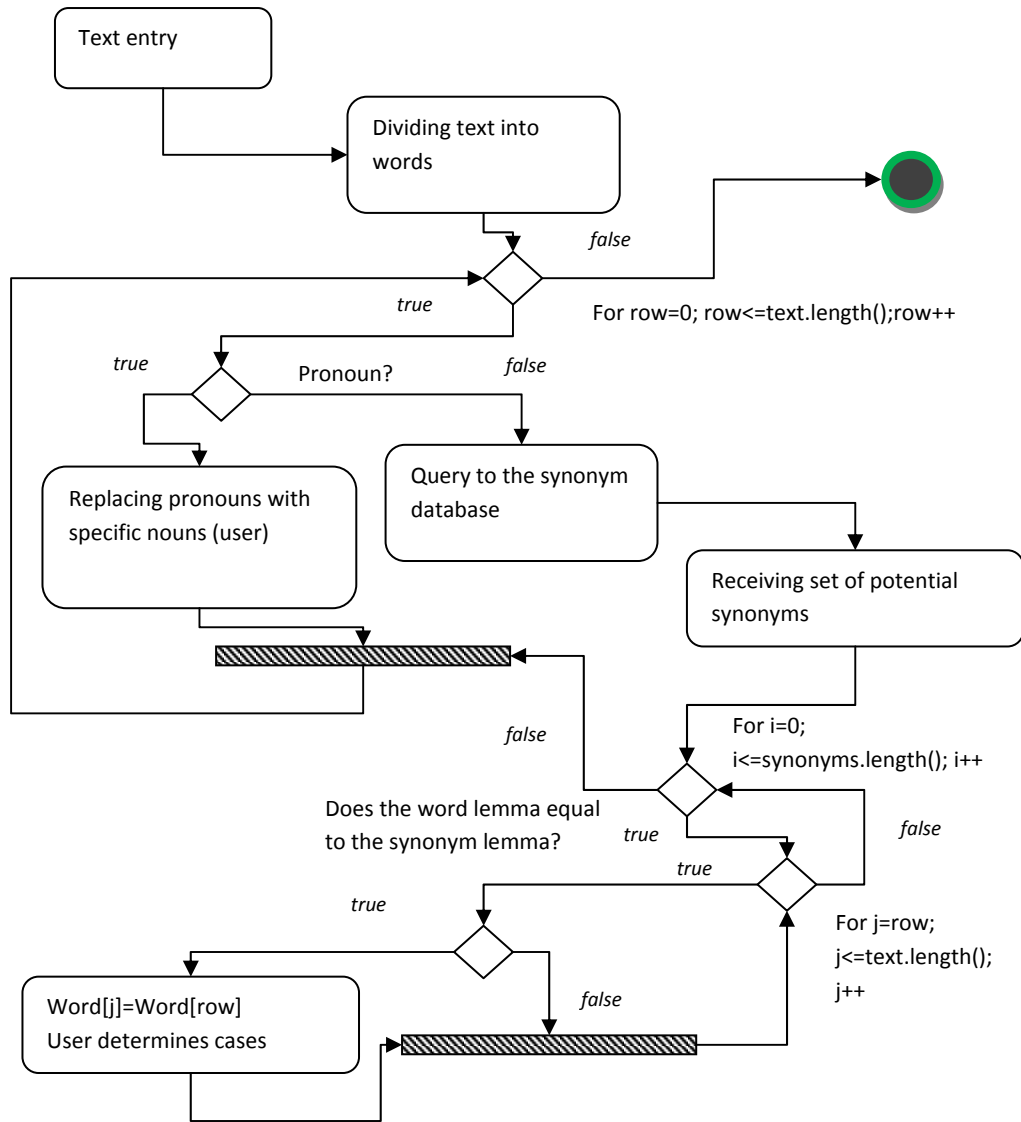 Text entry
Dividing text into
words
false
true
For row=0; row<=text.length();row++
true
Pronoun?
false
Replacing pronouns with
specific nouns (user)
Query to the synonym
database
Receiving set of potential
synonyms
false
For i=0;
i<=synonyms.length(); i++
Does the word lemma equal
to the synonym lemma?
true
false
true
true
For j=row;
j<=text.length();
j++
Word[j]=Word[row]
User determines cases
false